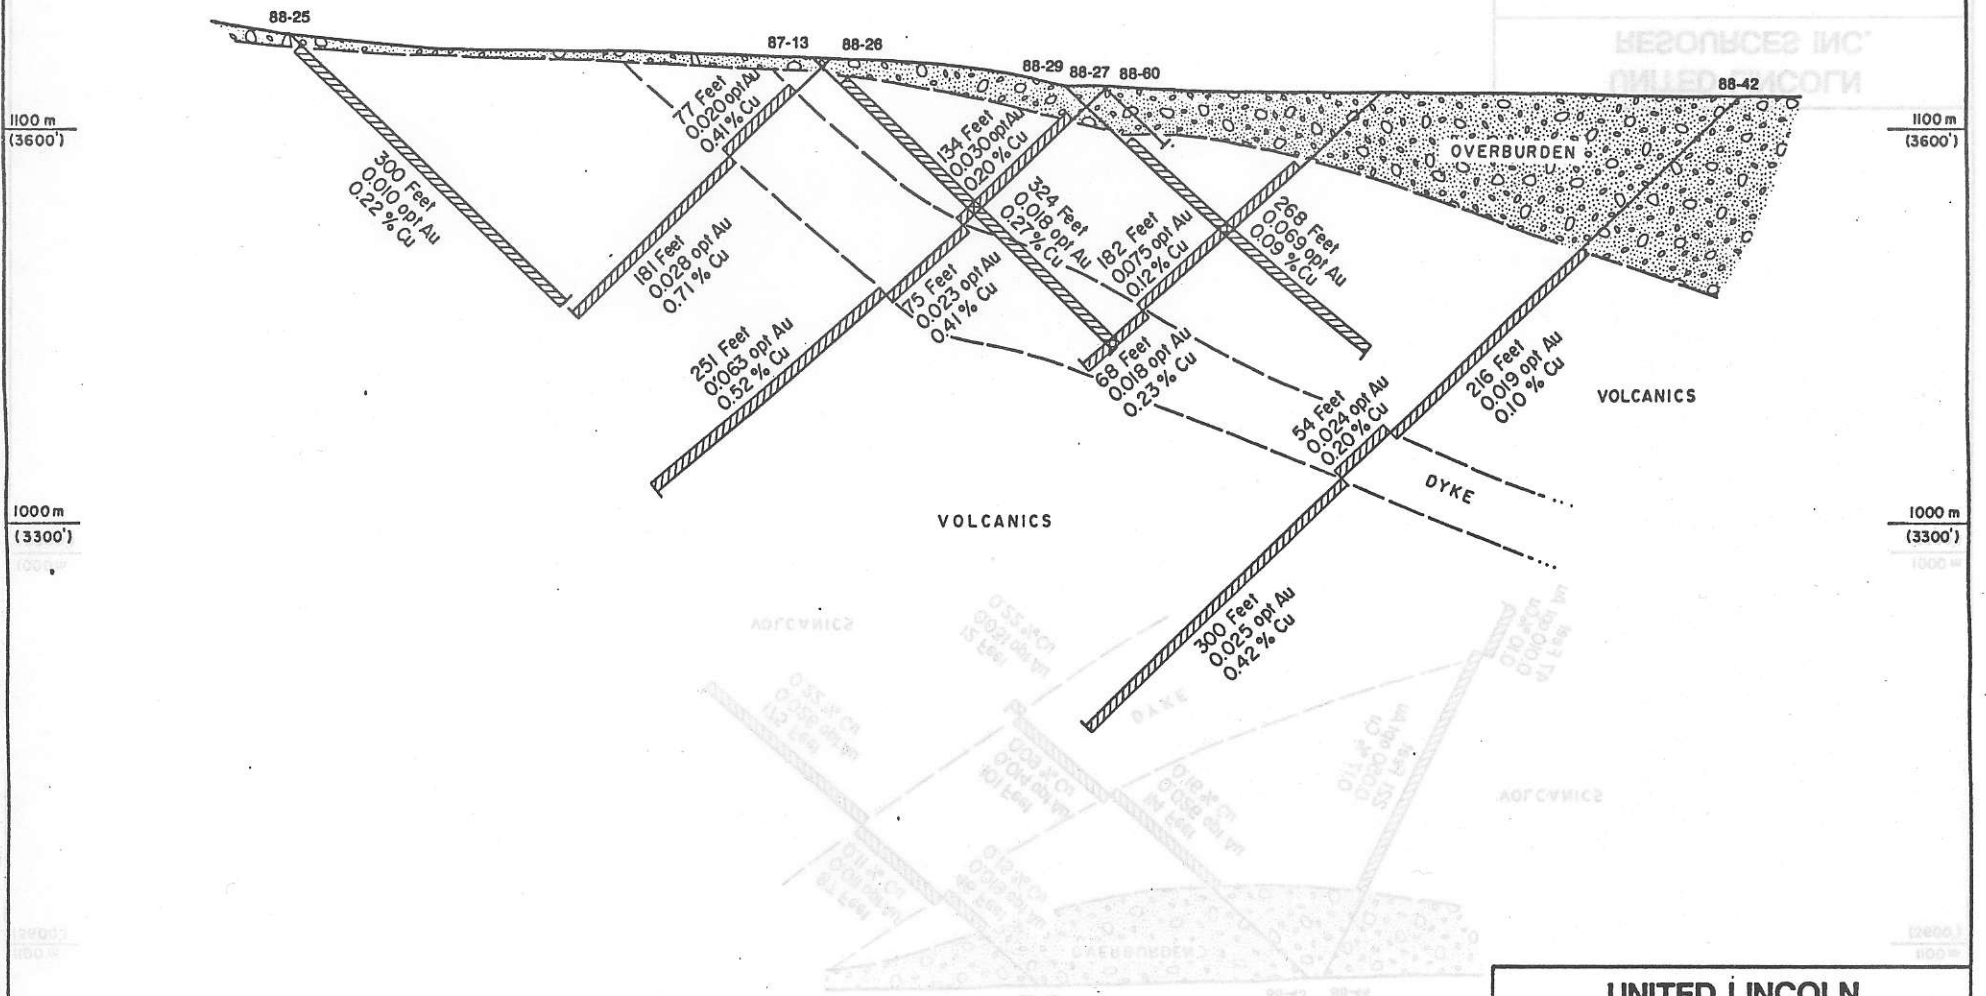 88-25
87-13
88-26
88-29
88-27
88-60
88-42
1100 m
(3600')
1100 m
(3600')
OVERBURDEN
77 Feet
0.020 opt Au
0.41 % Cu
134 Feet
0.030 opt Au
0.20 % Cu
300 Feet
0.010 opt Au
0.22 % Cu
181 Feet
0.028 opt Au
0.71 % Cu
324 Feet
0.018 opt Au
0.27 % Cu
182 Feet
0.075 opt Au
0.12 % Cu
268 Feet
0.069 opt Au
0.09 % Cu
251 Feet
0.063 opt Au
0.52 % Cu
75 Feet
0.023 opt Au
0.41 % Cu
68 Feet
0.018 opt Au
0.23 % Cu
54 Feet
0.024 opt Au
0.20 % Cu
216 Feet
0.019 opt Au
0.10 % Cu
VOLCANICS
DYKE
VOLCANICS
1000 m
(3300')
1000 m
(3300')
300 Feet
0.025 opt Au
0.42 % Cu
UNITED LINCOLN